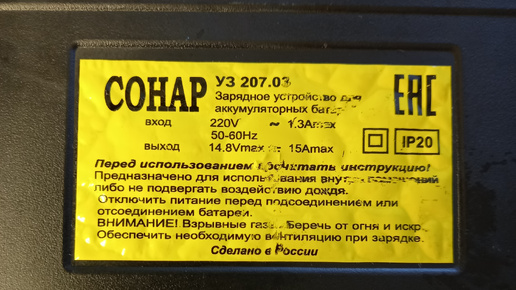 СОНАР УЗ 207.03
Зарядное устройство для
аккумуляторных батарей
вход 220V ~ 1.3Amax
50-60Hz
выход 14.8Vmax 15Amax
EAC
IP20
Перед использованием прочитать инструкцию!
Предназначено для использования внутри помещений
либо не подвергать воздействию дождя.
Отключить питание перед подсоединением или
отсоединением батареи.
ВНИМАНИЕ! Взрывные газы. Беречь от огня и искр.
Обеспечить необходимую вентиляцию при зарядке.
Сделано в России